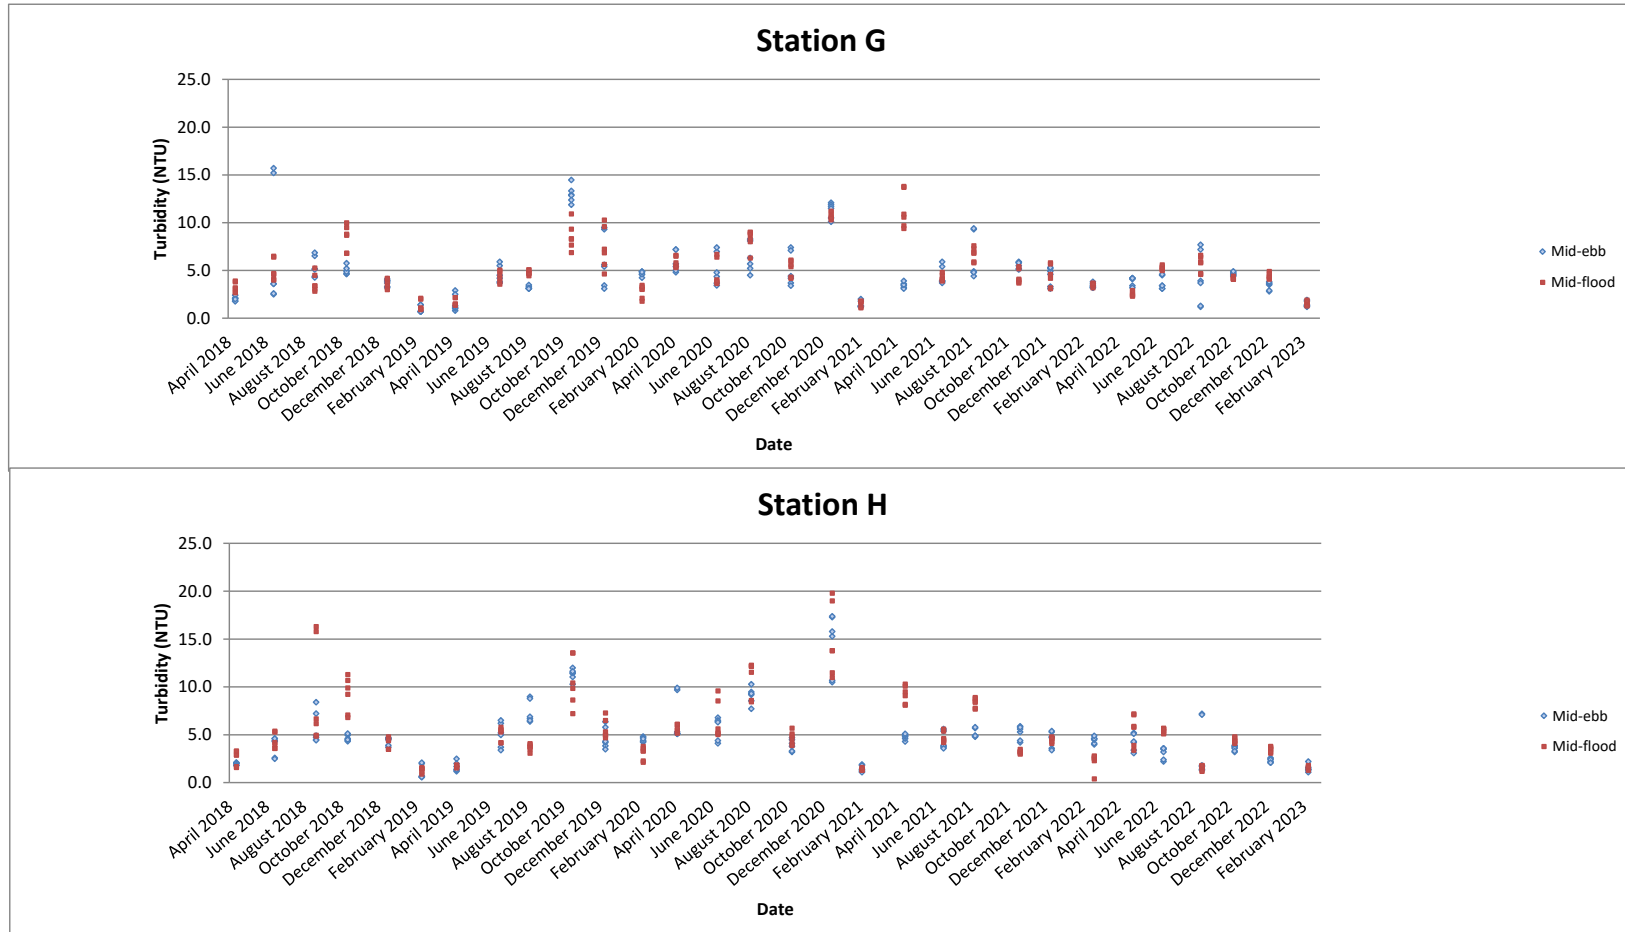 Station G
25.0
20.0
15.0
10.0
5.0
0.0
Turbidity (NTU)
April 2018
June 2018
August 2018
October 2018
December 2018
February 2019
April 2019
June 2019
August 2019
October 2019
December 2019
February 2020
April 2020
June 2020
August 2020
October 2020
December 2020
February 2021
April 2021
June 2021
August 2021
October 2021
December 2021
February 2022
April 2022
June 2022
August 2022
October 2022
December 2022
February 2023
Date
Mid-ebb
Mid-flood
Station H
25.0
20.0
15.0
10.0
5.0
0.0
Turbidity (NTU)
April 2018
June 2018
August 2018
October 2018
December 2018
February 2019
April 2019
June 2019
August 2019
October 2019
December 2019
February 2020
April 2020
June 2020
August 2020
October 2020
December 2020
February 2021
April 2021
June 2021
August 2021
October 2021
December 2021
February 2022
April 2022
June 2022
August 2022
October 2022
December 2022
February 2023
Date
Mid-ebb
Mid-flood